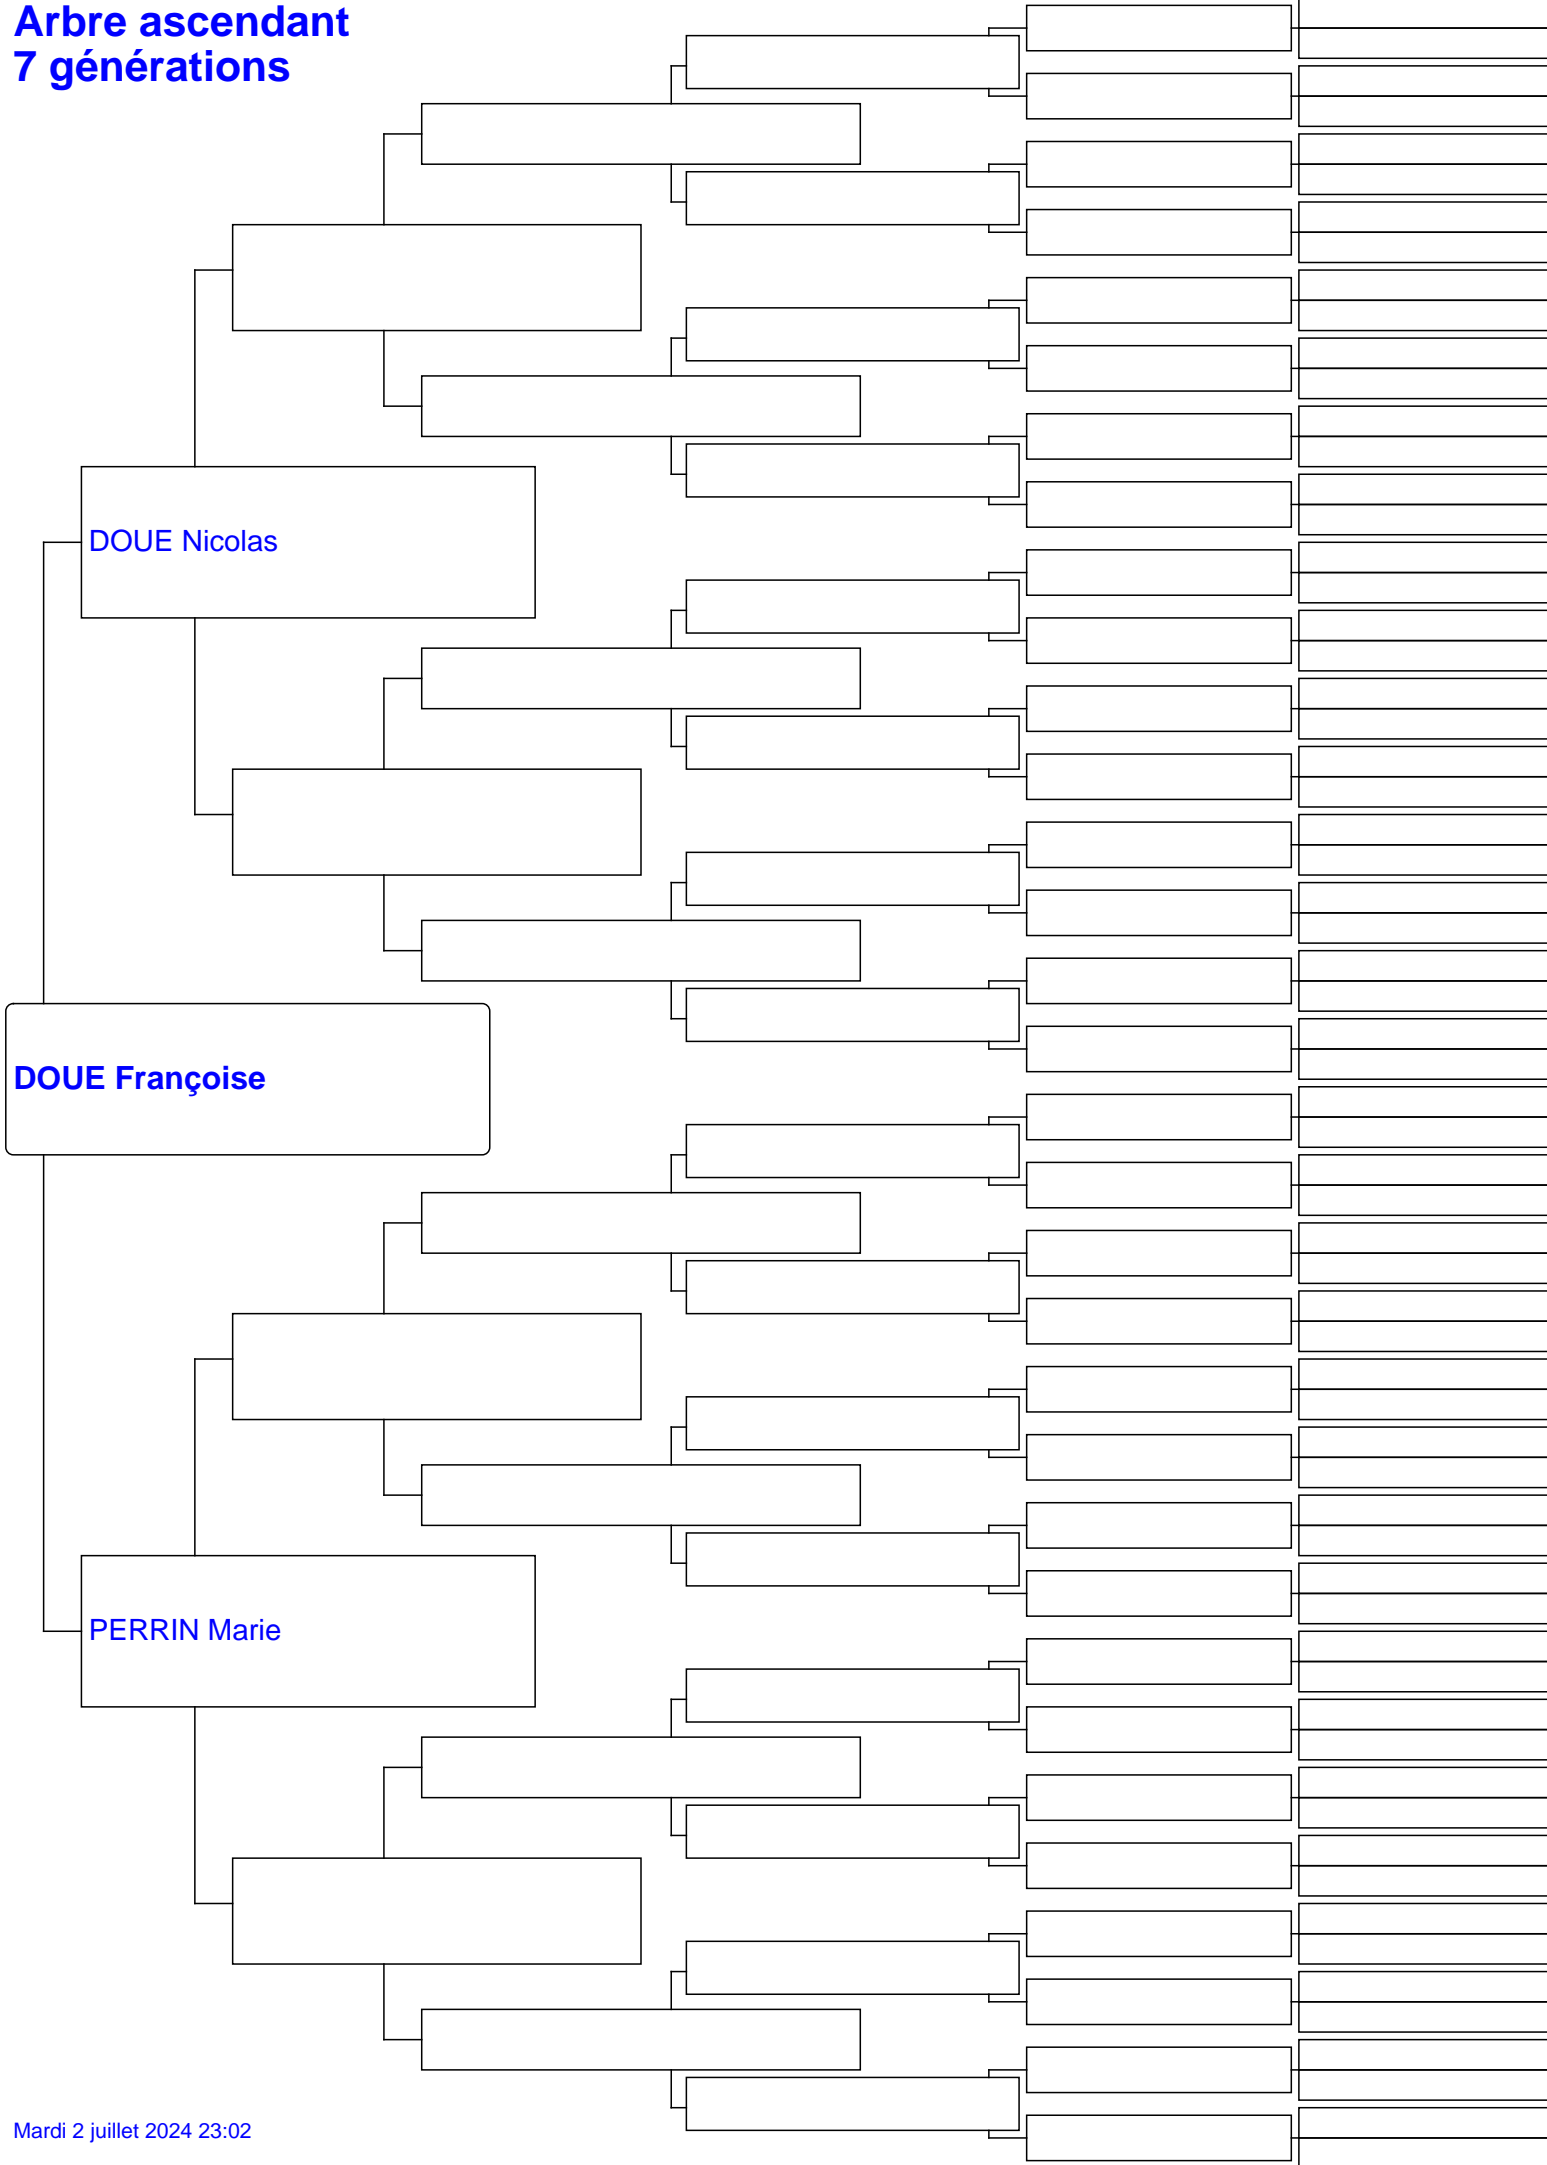 Arbre ascendant
7 générations
DOUE Nicolas
DOUE Françoise
PERRIN Marie
Mardi 2 juillet 2024 23:02